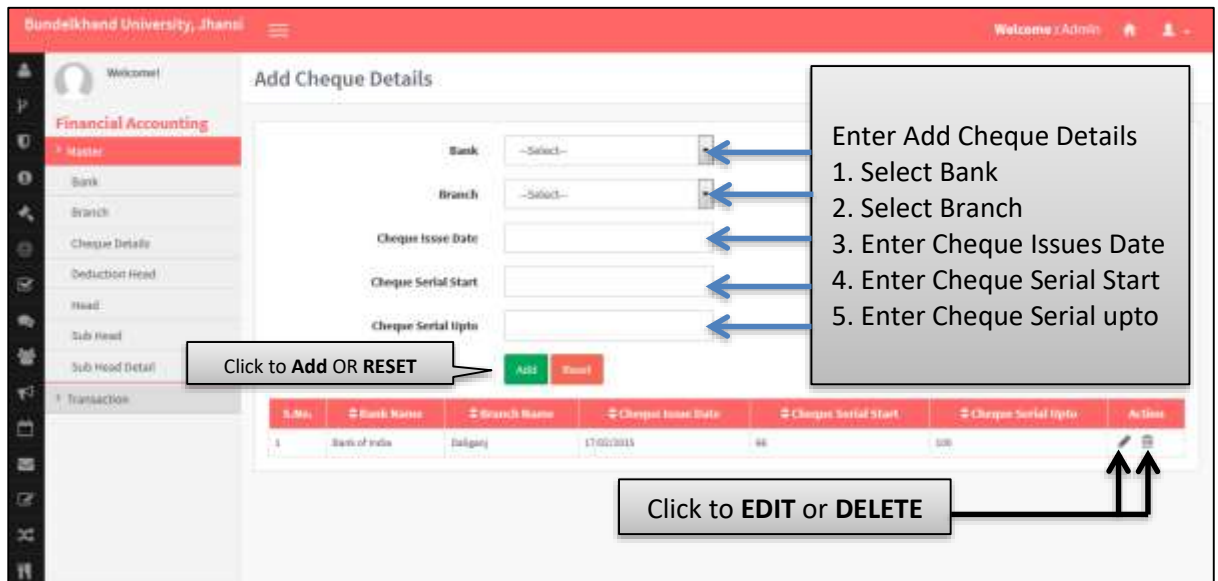 Bundelkhand University, Jhansi
Welcome : Admin
Welcome!
Add Cheque Details
Financial Accounting
Master
Bank
Branch
Cheque Details
Deduction Head
Head
Sub Head
Sub Head Detail
Transaction
Bank --Select--
Branch --Select--
Cheque Issue Date
Cheque Serial Start
Cheque Serial Upto
Add Reset
Enter Add Cheque Details
1. Select Bank
2. Select Branch
3. Enter Cheque Issues Date
4. Enter Cheque Serial Start
5. Enter Cheque Serial upto
Click to Add OR RESET
S.No. Bank Name Branch Name Cheque Issue Date Cheque Serial Start Cheque Serial Upto Action
1 Bank of India Daliganj
Click to EDIT or DELETE